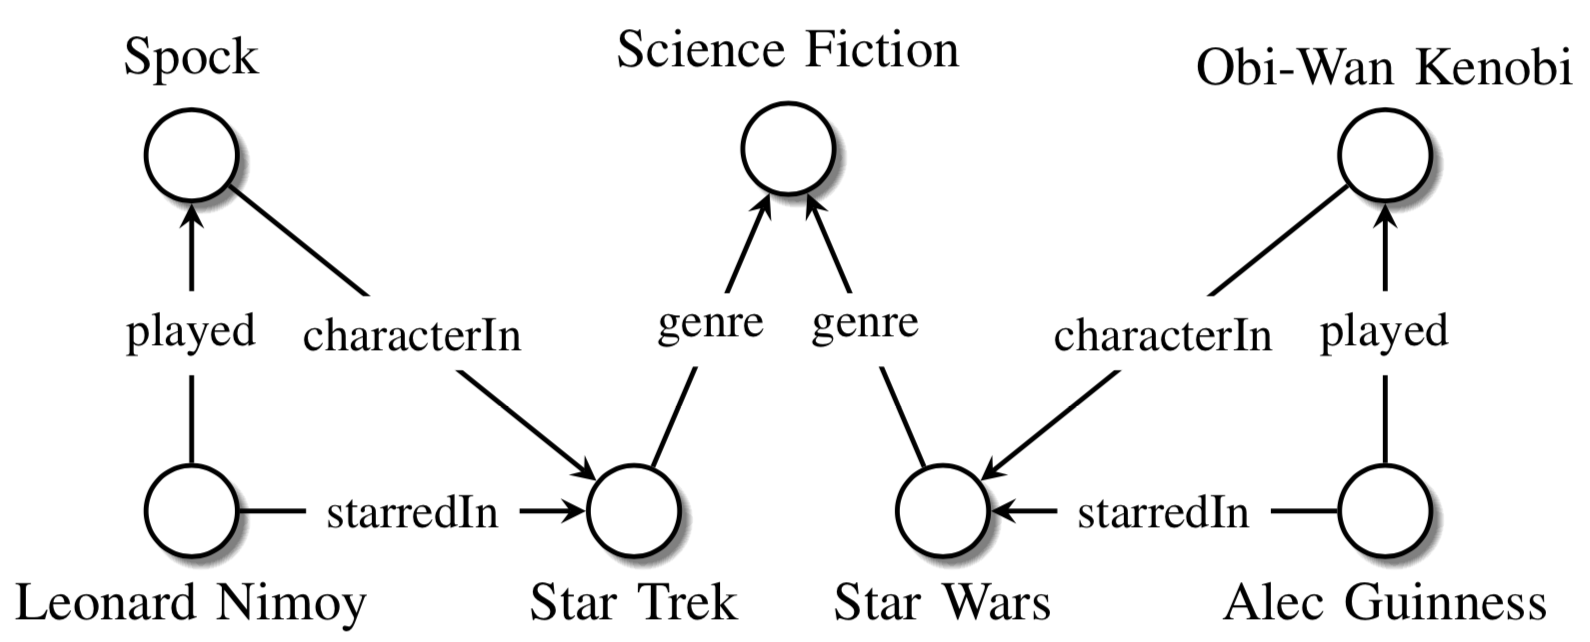 Spock
Science Fiction
Obi-Wan Kenobi
played
characterIn
genre
genre
characterIn
played
starredIn
starredIn
Leonard Nimoy
Star Trek
Star Wars
Alec Guinness